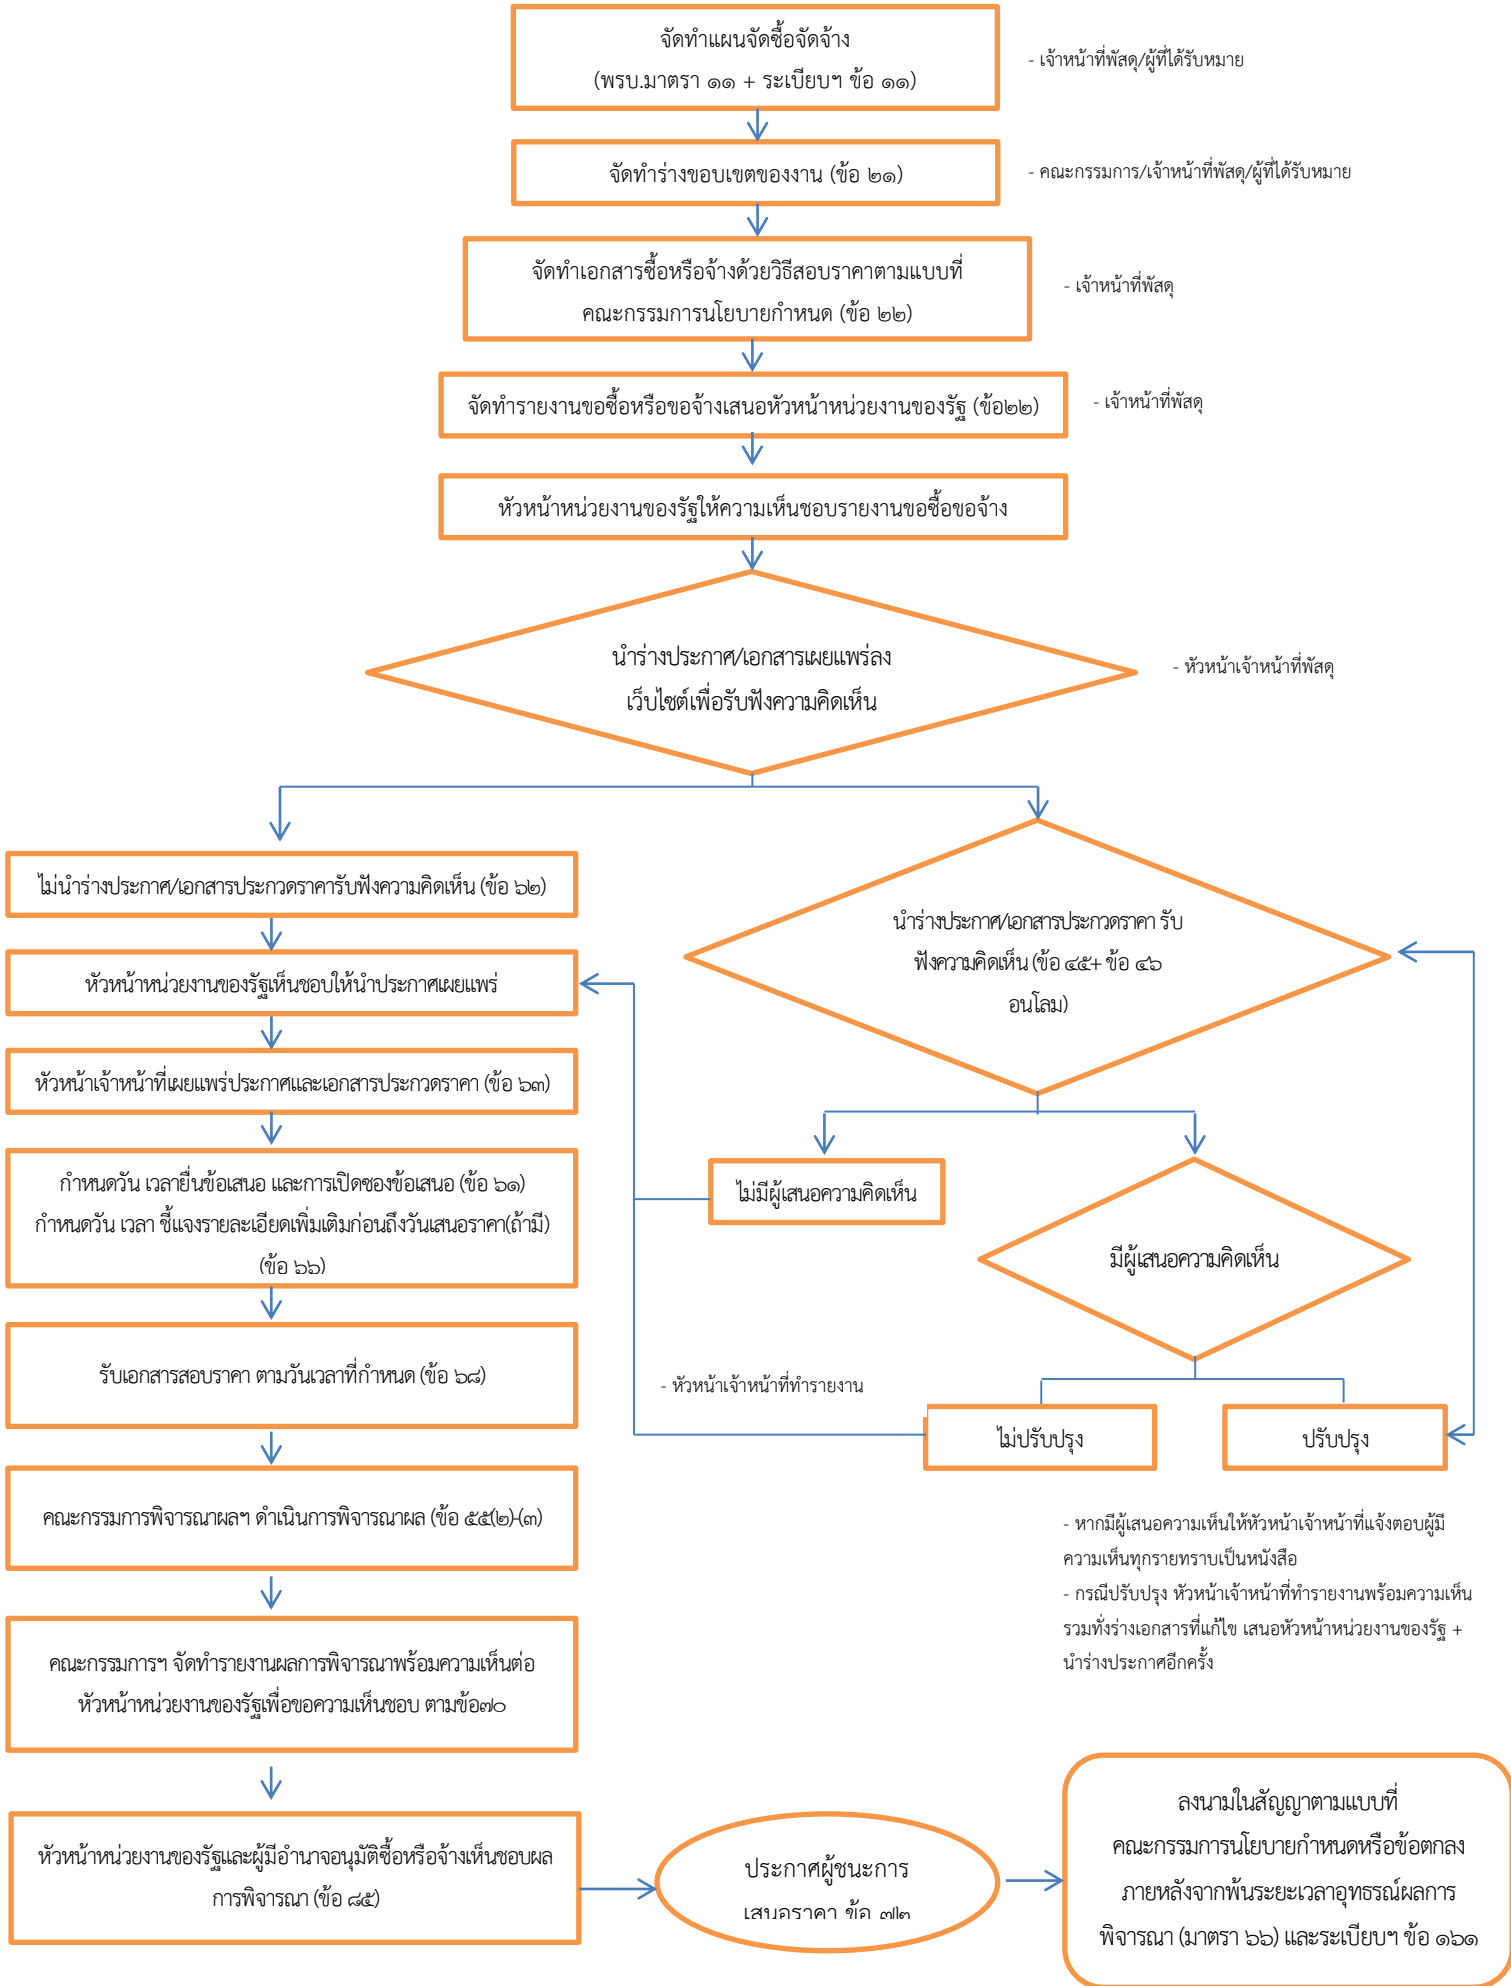 จัดทำแผนจัดซื้อจัดจ้าง
(พรบ.มาตรา ๑๑ + ระเบียบฯ ข้อ ๑๑)
- เจ้าหน้าที่พัสดุ/ผู้ที่ได้รับหมาย
จัดทำร่างขอบเขตของงาน (ข้อ ๒๑)
- คณะกรรมการ/เจ้าหน้าที่พัสดุ/ผู้ที่ได้รับหมาย
จัดทำเอกสารซื้อหรือจ้างด้วยวิธีสอบราคาตามแบบที่
คณะกรรมการนโยบายกำหนด (ข้อ ๒๒)
- เจ้าหน้าที่พัสดุ
จัดทำรายงานขอซื้อหรือขอจ้างเสนอหัวหน้าหน่วยงานของรัฐ (ข้อ๒๒)
- เจ้าหน้าที่พัสดุ
หัวหน้าหน่วยงานของรัฐให้ความเห็นชอบรายงานขอซื้อขอจ้าง
นำร่างประกาศ/เอกสารเผยแพร่ลง
เว็บไซต์เพื่อรับฟังความคิดเห็น
- หัวหน้าเจ้าหน้าที่พัสดุ
ไม่นำร่างประกาศ/เอกสารประกวดราคารับฟังความคิดเห็น (ข้อ ๖๒)
หัวหน้าหน่วยงานของรัฐเห็นชอบให้นำประกาศเผยแพร่
หัวหน้าเจ้าหน้าที่เผยแพร่ประกาศและเอกสารประกวดราคา (ข้อ ๖๓)
กำหนดวัน เวลายื่นข้อเสนอ และการเปิดซองข้อเสนอ (ข้อ ๖๑)
กำหนดวัน เวลา ชี้แจงรายละเอียดเพิ่มเติมก่อนถึงวันเสนอราคา(ถ้ามี)
(ข้อ ๖๖)
รับเอกสารสอบราคา ตามวันเวลาที่กำหนด (ข้อ ๖๘)
คณะกรรมการพิจารณาผลฯ ดำเนินการพิจารณาผล (ข้อ ๕๕(๒)-(๓)
คณะกรรมการฯ จัดทำรายงานผลการพิจารณาพร้อมความเห็นต่อ
หัวหน้าหน่วยงานของรัฐเพื่อขอความเห็นชอบ ตามข้อ๗๐
หัวหน้าหน่วยงานของรัฐและผู้มีอำนาจอนุมัติซื้อหรือจ้างเห็นชอบผล
การพิจารณา (ข้อ ๘๕)
นำร่างประกาศ/เอกสารประกวดราคา รับ
ฟังความคิดเห็น (ข้อ ๔๕+ ข้อ ๔๖
อนุโลม)
ไม่มีผู้เสนอความคิดเห็น
มีผู้เสนอความคิดเห็น
- หัวหน้าเจ้าหน้าที่ทำรายงาน
ไม่ปรับปรุง
ปรับปรุง
- หากมีผู้เสนอความเห็นให้หัวหน้าเจ้าหน้าที่แจ้งตอบผู้มี
ความเห็นทุกรายทราบเป็นหนังสือ
- กรณีปรับปรุง หัวหน้าเจ้าหน้าที่ทำรายงานพร้อมความเห็น
รวมทั่งร่างเอกสารที่แก้ไข เสนอหัวหน้าหน่วยงานของรัฐ +
นำร่างประกาศอีกครั้ง
ประกาศผู้ชนะการ
เสนอราคา ข้อ ๗๒
ลงนามในสัญญาตามแบบที่
คณะกรรมการนโยบายกำหนดหรือข้อตกลง
ภายหลังจากพ้นระยะเวลาอุทธรณ์ผลการ
พิจารณา (มาตรา ๖๖) และระเบียบฯ ข้อ ๑๖๑